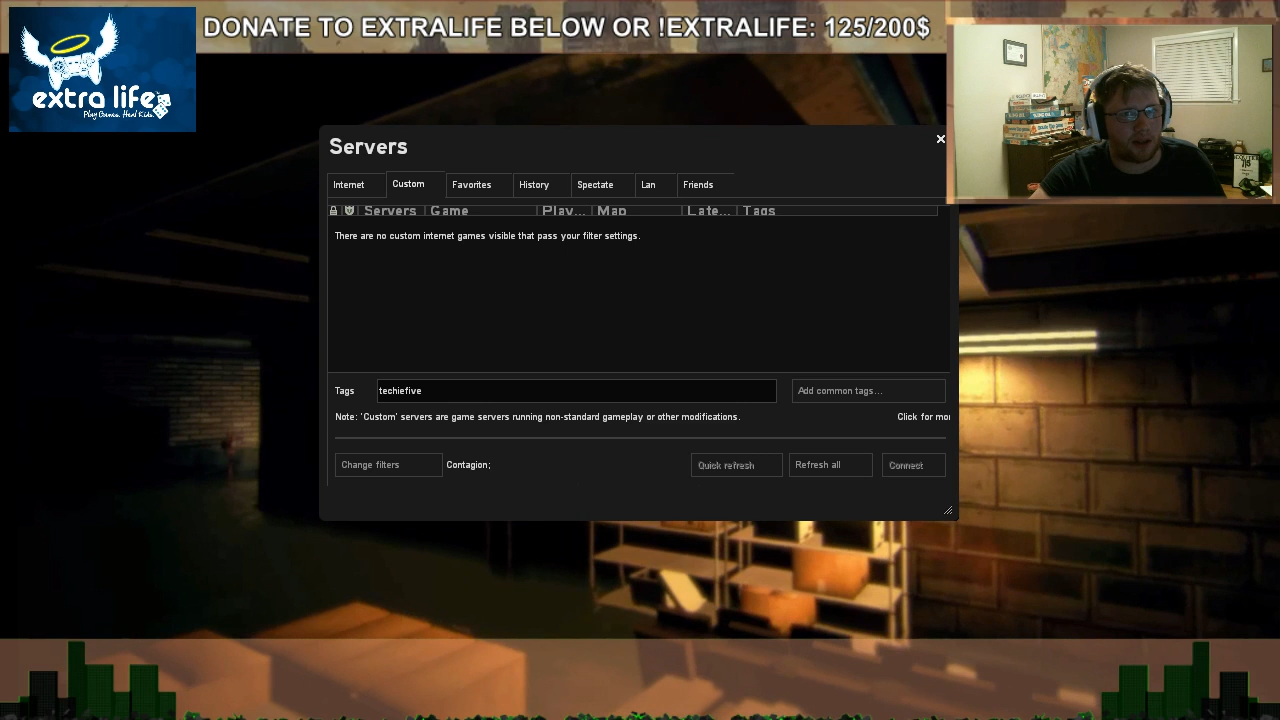 DONATE TO EXTRALIFE BELOW OR !EXTRALIFE: 125/200$
extra life
Play Games. Heal Kids.
Servers
Internet
Custom
Favorites
History
Spectate
Lan
Friends
Servers
Game
Play...
Map
Late...
Tags
There are no custom internet games visible that pass your filter settings.
Tags
techiefive
Add common tags...
Note: 'Custom' servers are game servers running non-standard gameplay or other modifications.
Click for mor
Change filters
Contagion;
Quick refresh
Refresh all
Connect